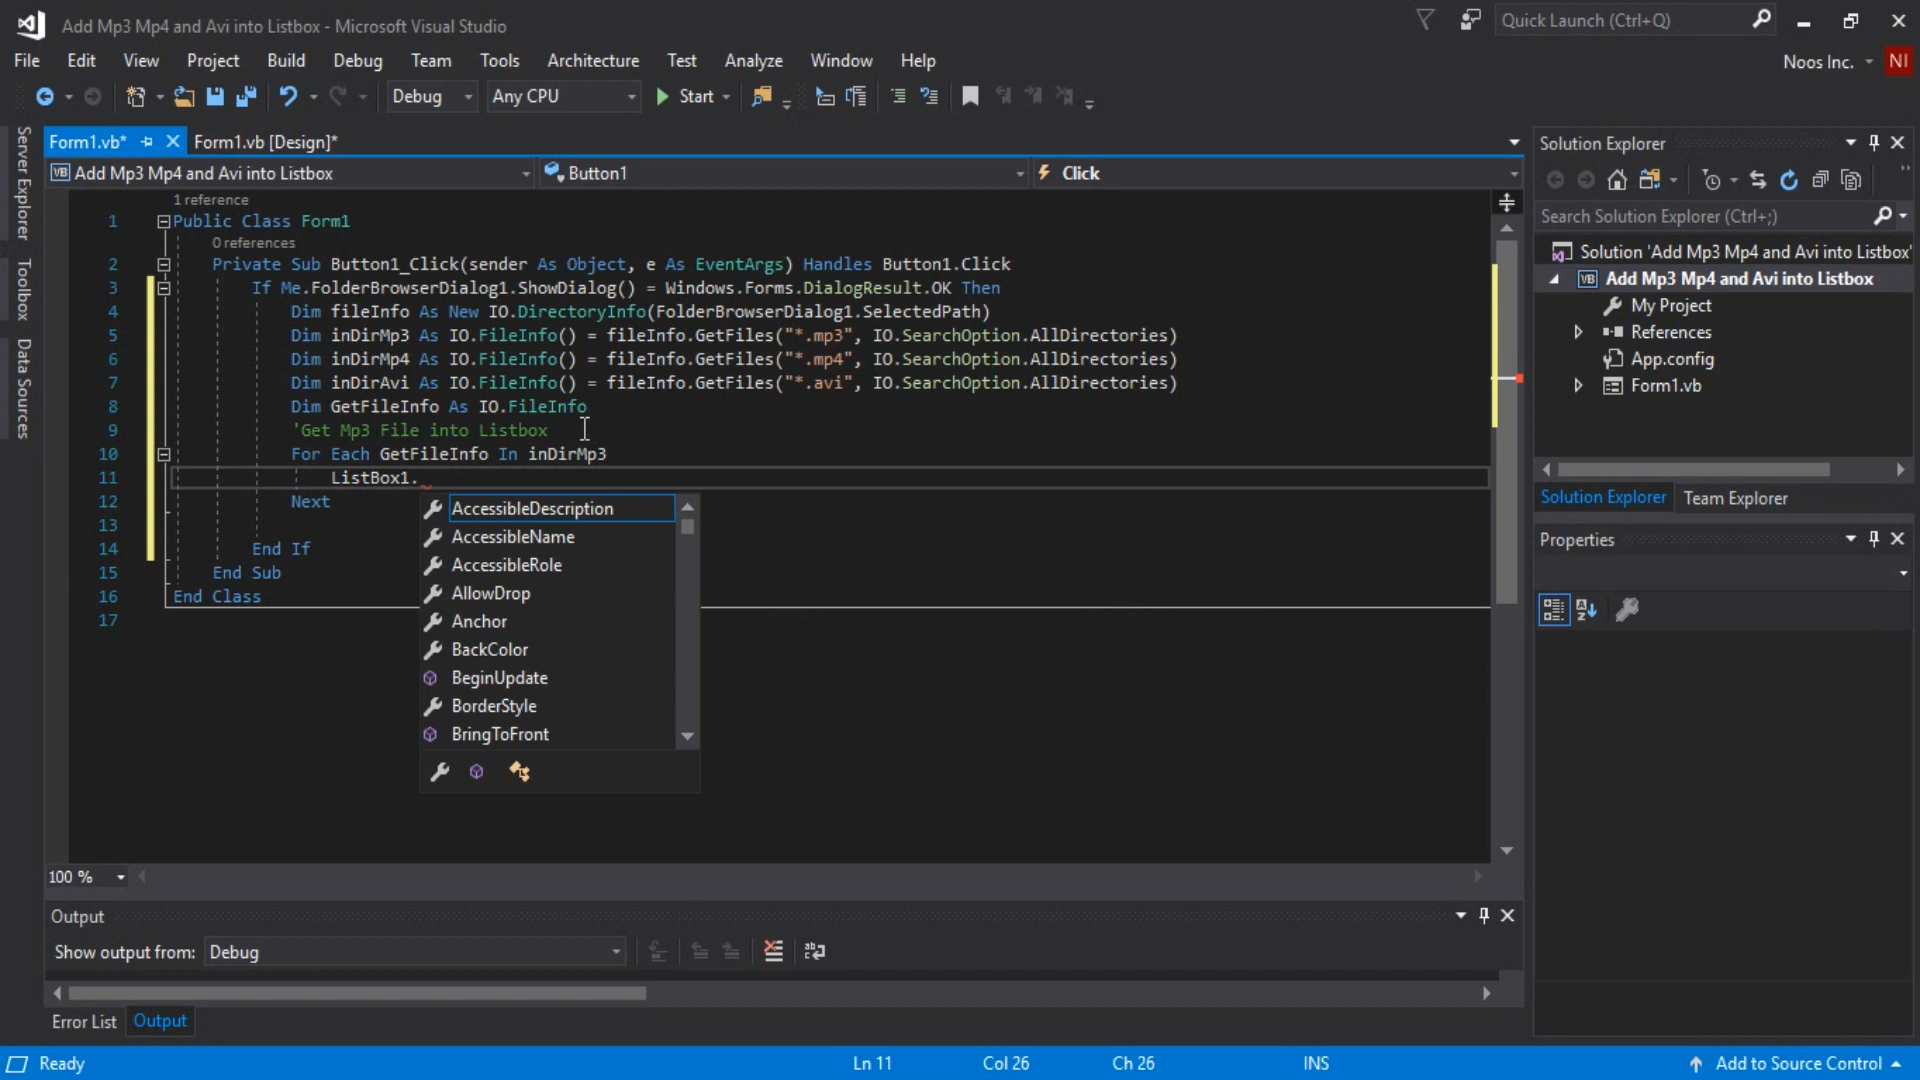 Add Mp3 Mp4 and Avi into Listbox - Microsoft Visual Studio
Quick Launch (Ctrl+Q)
File Edit View Project Build Debug Team Tools Architecture Test Analyze Window Help
Noos Inc. NI
Debug Any CPU Start
Server Explorer
Toolbox
Data Sources
Form1.vb* Form1.vb [Design]*
VB Add Mp3 Mp4 and Avi into Listbox Button1 Click
1 reference
1 Public Class Form1
0 references
2 Private Sub Button1_Click(sender As Object, e As EventArgs) Handles Button1.Click
3 If Me.FolderBrowserDialog1.ShowDialog() = Windows.Forms.DialogResult.OK Then
4 Dim fileInfo As New IO.DirectoryInfo(FolderBrowserDialog1.SelectedPath)
5 Dim inDirMp3 As IO.FileInfo() = fileInfo.GetFiles("*.mp3", IO.SearchOption.AllDirectories)
6 Dim inDirMp4 As IO.FileInfo() = fileInfo.GetFiles("*.mp4", IO.SearchOption.AllDirectories)
7 Dim inDirAvi As IO.FileInfo() = fileInfo.GetFiles("*.avi", IO.SearchOption.AllDirectories)
8 Dim GetFileInfo As IO.FileInfo
9 'Get Mp3 File into Listbox
10 For Each GetFileInfo In inDirMp3
11 ListBox1.
12 Next
13
14 End If
15 End Sub
16 End Class
17
AccessibleDescription
AccessibleName
AccessibleRole
AllowDrop
Anchor
BackColor
BeginUpdate
BorderStyle
BringToFront
100 %
Output
Show output from: Debug
Error List Output
Solution Explorer
Search Solution Explorer (Ctrl+;)
Solution 'Add Mp3 Mp4 and Avi into Listbox'
VB Add Mp3 Mp4 and Avi into Listbox
My Project
References
App.config
Form1.vb
Solution Explorer Team Explorer
Properties
Ready Ln 11 Col 26 Ch 26 INS Add to Source Control